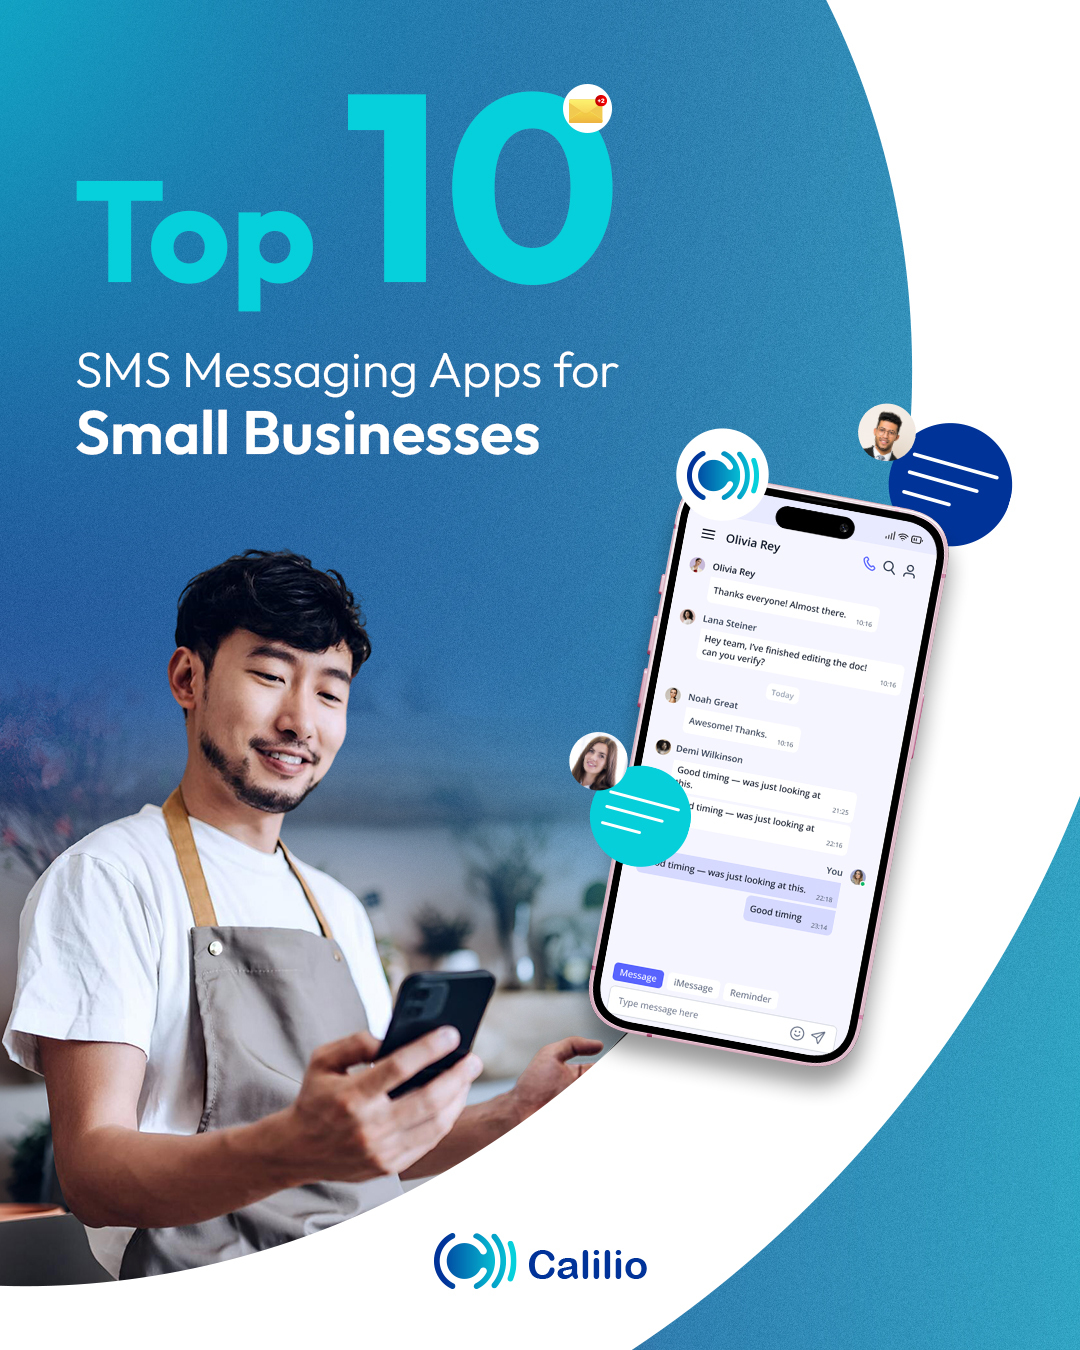 Top 10
+2
SMS Messaging Apps for
Small Businesses
Olivia Rey
Olivia Rey
Thanks everyone! Almost there.
10:16
Lana Steiner
Hey team, I've finished editing the doc!
can you verify?
10:16
Today
Noah Great
Awesome! Thanks.
10:16
Demi Wilkinson
Good timing — was just looking at
this.
21:25
timing — was just looking at
22:16
You
timing — was just looking at this.
22:18
Good timing
23:14
Message
iMessage
Reminder
Type message here
Calilio